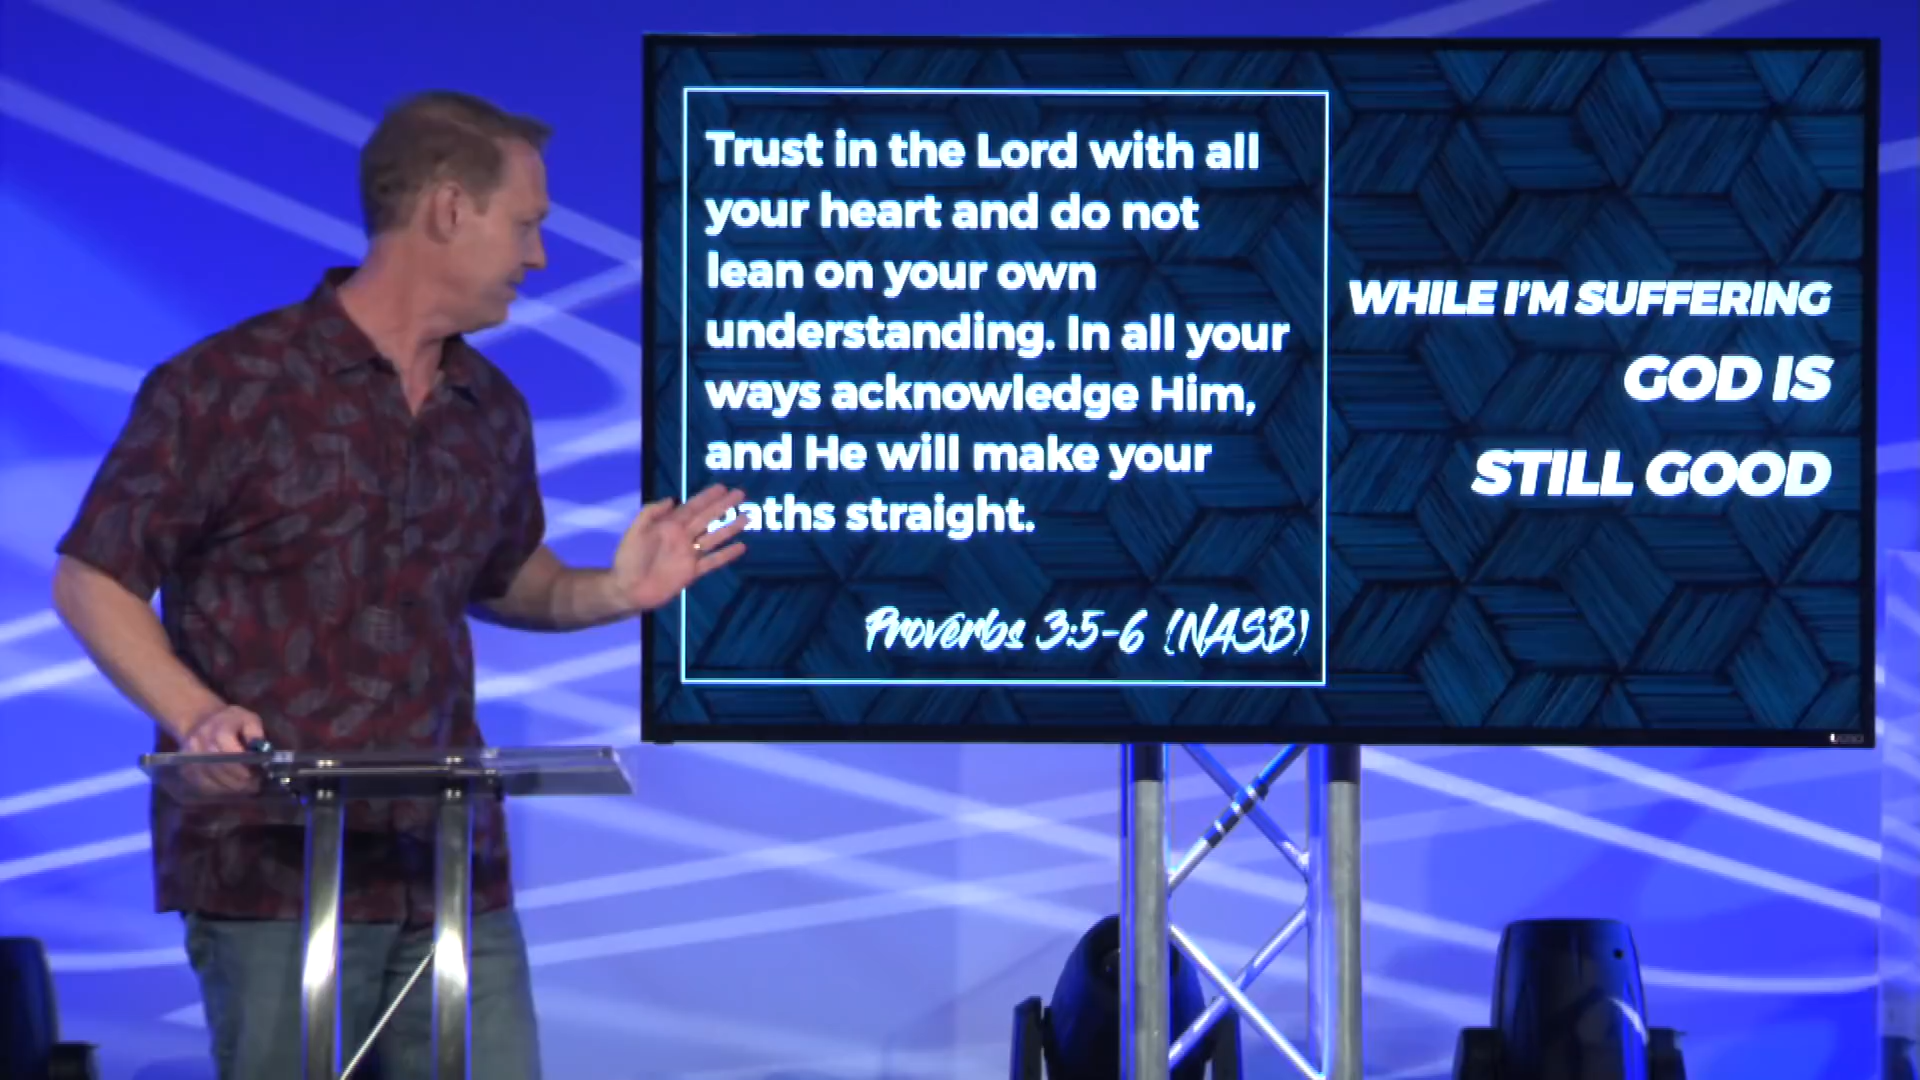 Trust in the Lord with all
your heart and do not
lean on your own
understanding. In all your
ways acknowledge Him,
and He will make your
paths straight.
Proverbs 3:5-6 (NASB)
WHILE I'M SUFFERING
GOD IS
STILL GOOD